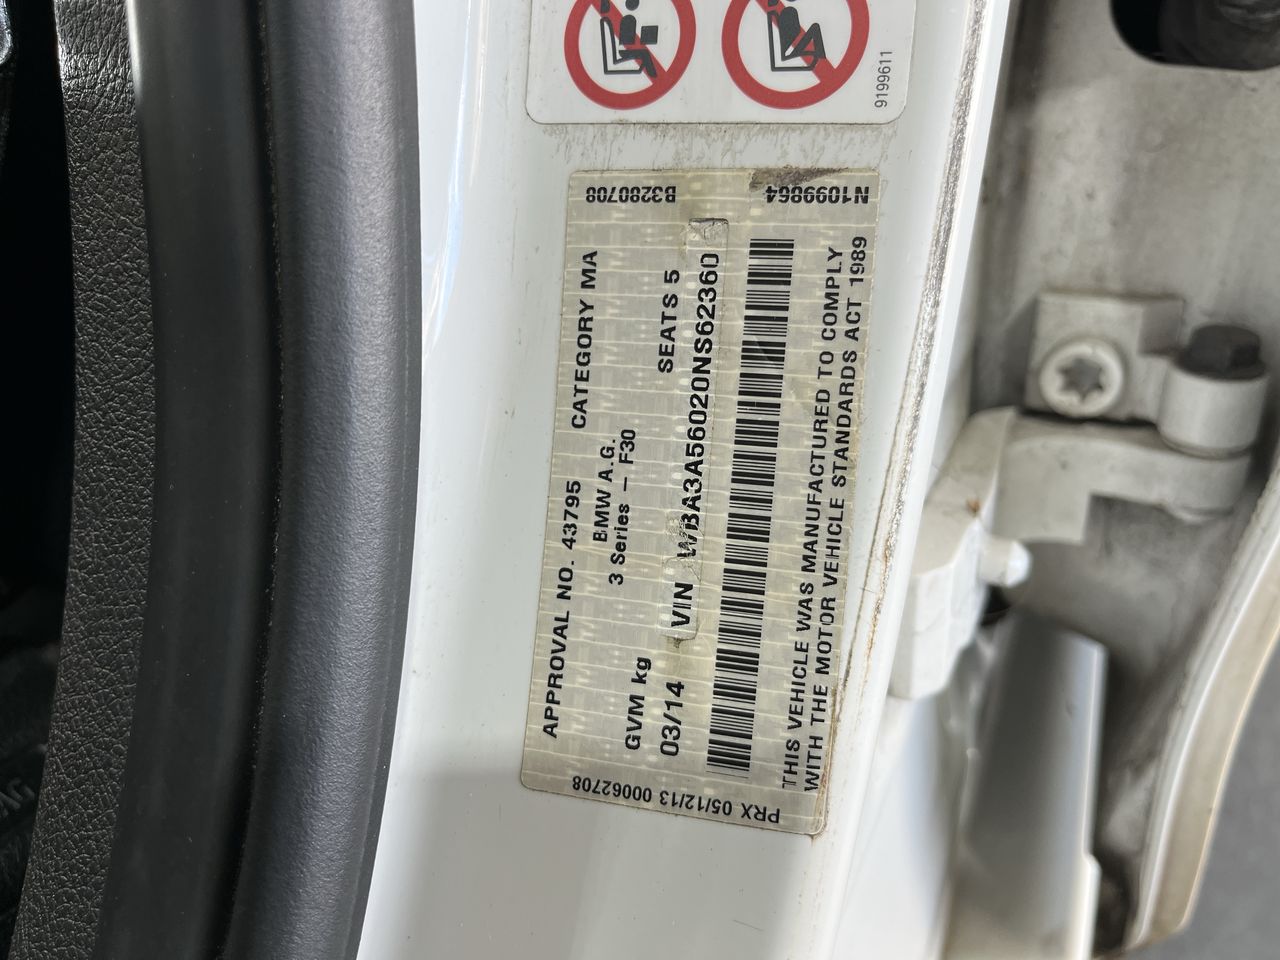 9199611
B3280708
N1099864
APPROVAL NO. 43795 CATEGORY MA
BMW A.G.
3 Series – F30
GVM kg SEATS 5
03/14 VIN WBA3A56020NS62360
THIS VEHICLE WAS MANUFACTURED TO COMPLY
WITH THE MOTOR VEHICLE STANDARDS ACT 1989
PRX 05/12/13 00062708